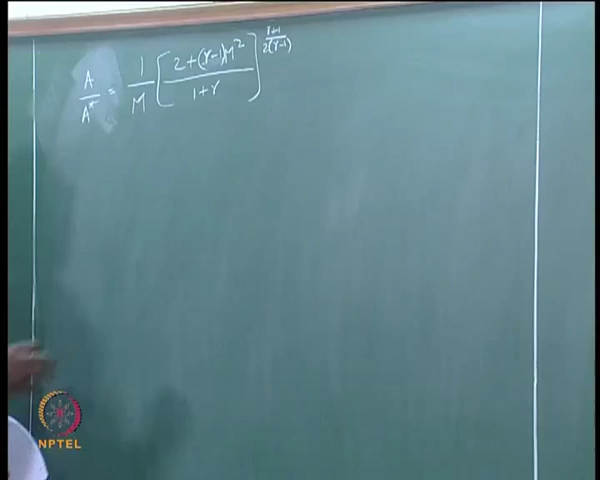 A/A* = 1/M [(2+(γ-1)M²)/(1+γ)]^((γ+1)/(2(γ-1)))
NPTEL